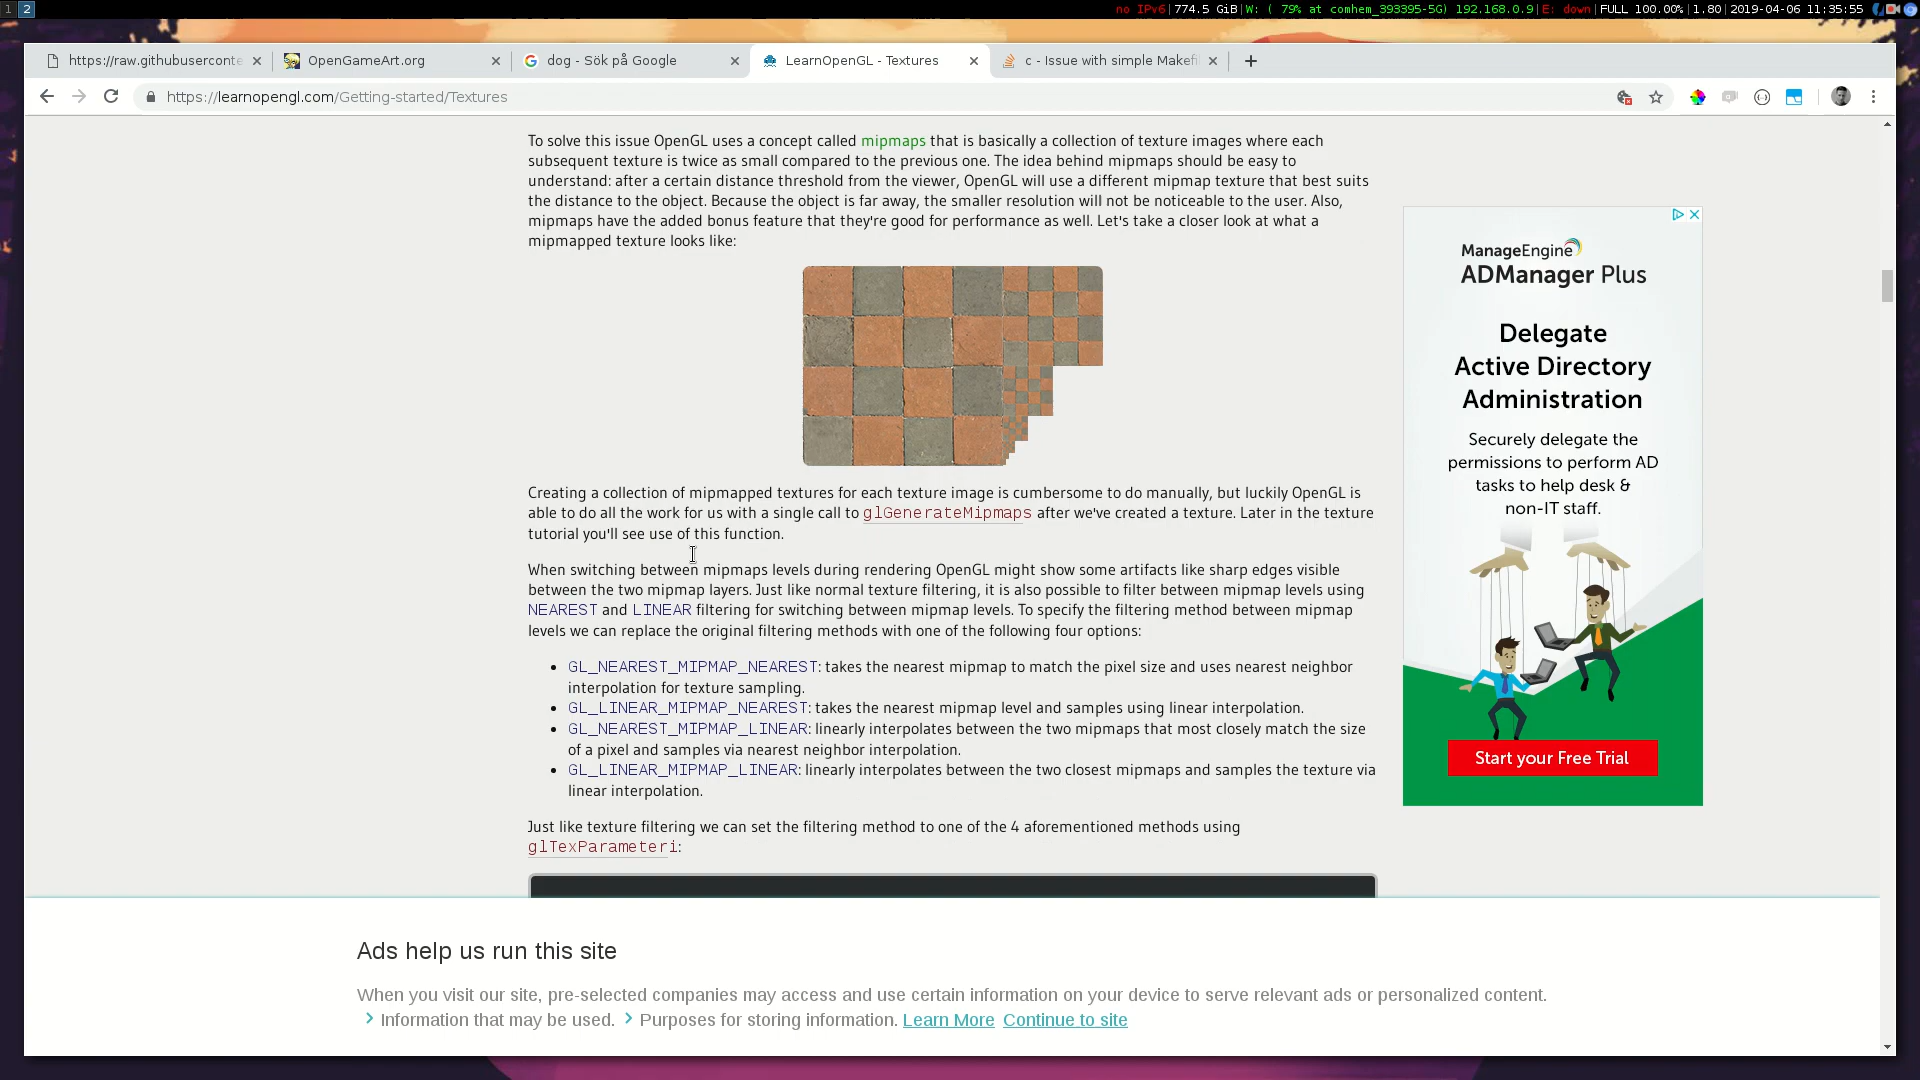 1 2 no IPv6|774.5 GiB|W: ( 79% at comhem_393395-5G) 192.168.0.9|E: down|FULL 100.00%|1.80|2019-04-06 11:35:55
https://raw.githubuserconte OpenGameArt.org dog - Sök på Google LearnOpenGL - Textures c - Issue with simple Makefi
https://learnopengl.com/Getting-started/Textures
To solve this issue OpenGL uses a concept called mipmaps that is basically a collection of texture images where each
subsequent texture is twice as small compared to the previous one. The idea behind mipmaps should be easy to
understand: after a certain distance threshold from the viewer, OpenGL will use a different mipmap texture that best suits
the distance to the object. Because the object is far away, the smaller resolution will not be noticeable to the user. Also,
mipmaps have the added bonus feature that they're good for performance as well. Let's take a closer look at what a
mipmapped texture looks like:
Creating a collection of mipmapped textures for each texture image is cumbersome to do manually, but luckily OpenGL is
able to do all the work for us with a single call to glGenerateMipmaps after we've created a texture. Later in the texture
tutorial you'll see use of this function.
When switching between mipmaps levels during rendering OpenGL might show some artifacts like sharp edges visible
between the two mipmap layers. Just like normal texture filtering, it is also possible to filter between mipmap levels using
NEAREST and LINEAR filtering for switching between mipmap levels. To specify the filtering method between mipmap
levels we can replace the original filtering methods with one of the following four options:
GL_NEAREST_MIPMAP_NEAREST: takes the nearest mipmap to match the pixel size and uses nearest neighbor
interpolation for texture sampling.
GL_LINEAR_MIPMAP_NEAREST: takes the nearest mipmap level and samples using linear interpolation.
GL_NEAREST_MIPMAP_LINEAR: linearly interpolates between the two mipmaps that most closely match the size
of a pixel and samples via nearest neighbor interpolation.
GL_LINEAR_MIPMAP_LINEAR: linearly interpolates between the two closest mipmaps and samples the texture via
linear interpolation.
Just like texture filtering we can set the filtering method to one of the 4 aforementioned methods using
glTexParameteri:
ManageEngine
ADManager Plus
Delegate
Active Directory
Administration
Securely delegate the
permissions to perform AD
tasks to help desk &
non-IT staff.
Start your Free Trial
Ads help us run this site
When you visit our site, pre-selected companies may access and use certain information on your device to serve relevant ads or personalized content.
Information that may be used. Purposes for storing information. Learn More Continue to site